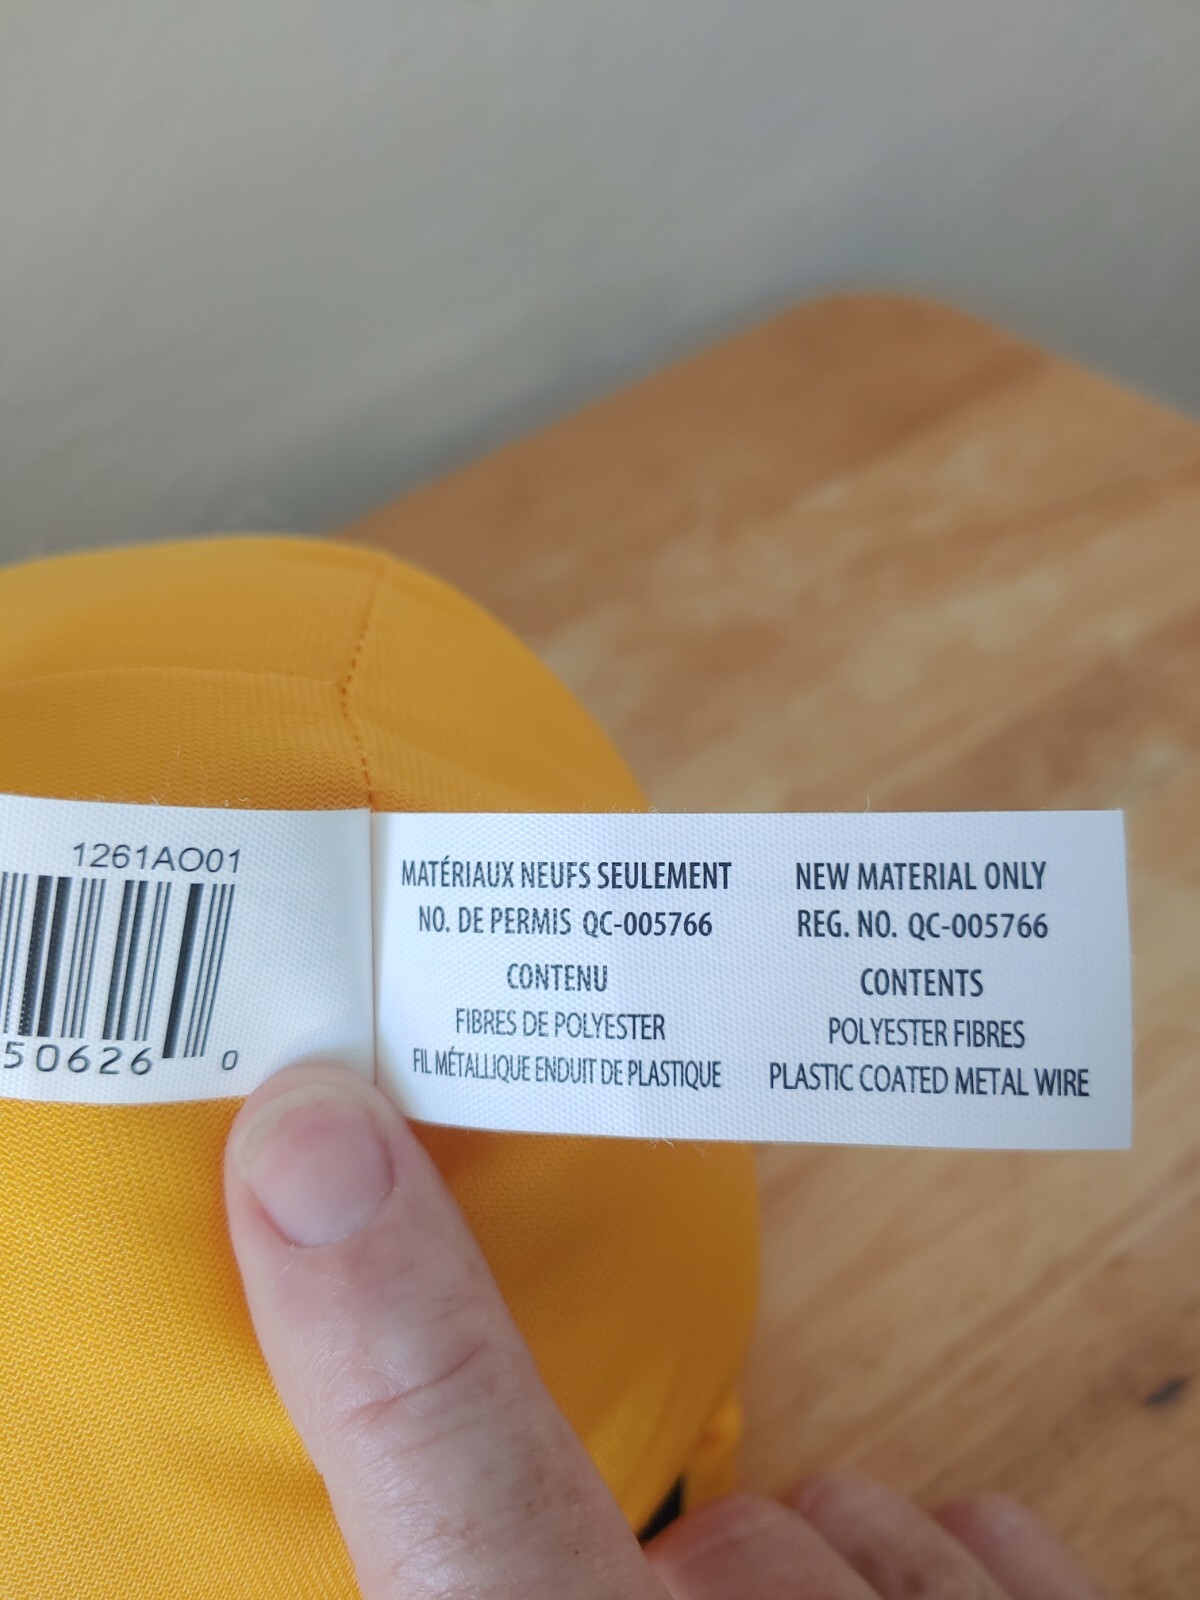 1261AO01
50626 0
MATÉRIAUX NEUFS SEULEMENT
NO. DE PERMIS QC-005766
CONTENU
FIBRES DE POLYESTER
FIL MÉTALLIQUE ENDUIT DE PLASTIQUE
NEW MATERIAL ONLY
REG. NO. QC-005766
CONTENTS
POLYESTER FIBRES
PLASTIC COATED METAL WIRE